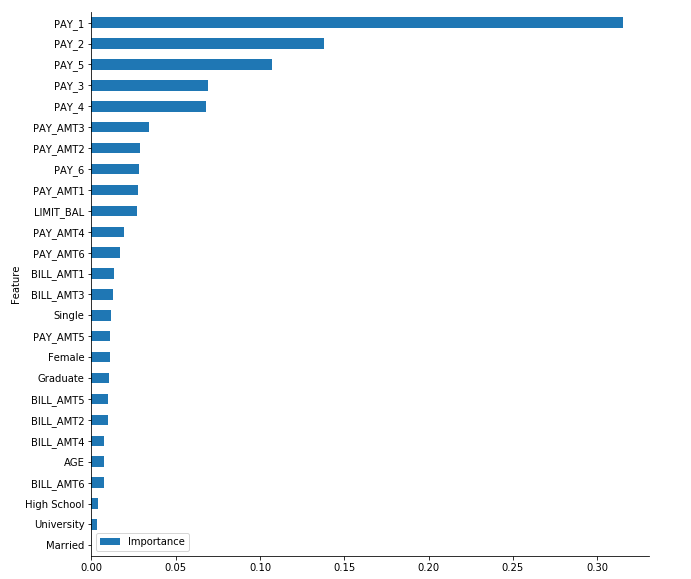 PAY_1
PAY_2
PAY_5
PAY_3
PAY_4
PAY_AMT3
PAY_AMT2
PAY_6
PAY_AMT1
LIMIT_BAL
PAY_AMT4
PAY_AMT6
Feature
BILL_AMT1
BILL_AMT3
Single
PAY_AMT5
Female
Graduate
BILL_AMT5
BILL_AMT2
BILL_AMT4
AGE
BILL_AMT6
High School
University
Married
Importance
0.00 0.05 0.10 0.15 0.20 0.25 0.30